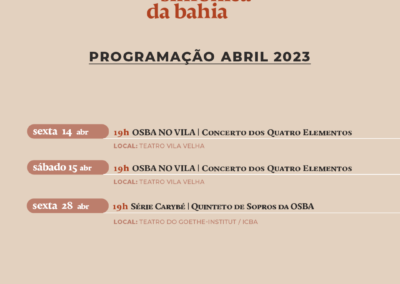 da bahia
PROGRAMAÇÃO ABRIL 2023
sexta 14 abr
19h OSBA NO VILA | Concerto dos Quatro Elementos
LOCAL: TEATRO VILA VELHA
sábado 15 abr
19h OSBA NO VILA | Concerto dos Quatro Elementos
LOCAL: TEATRO VILA VELHA
sexta 28 abr
19h Série Carybé | Quinteto de Sopros da OSBA
LOCAL: TEATRO DO GOETHE-INSTITUT / ICBA